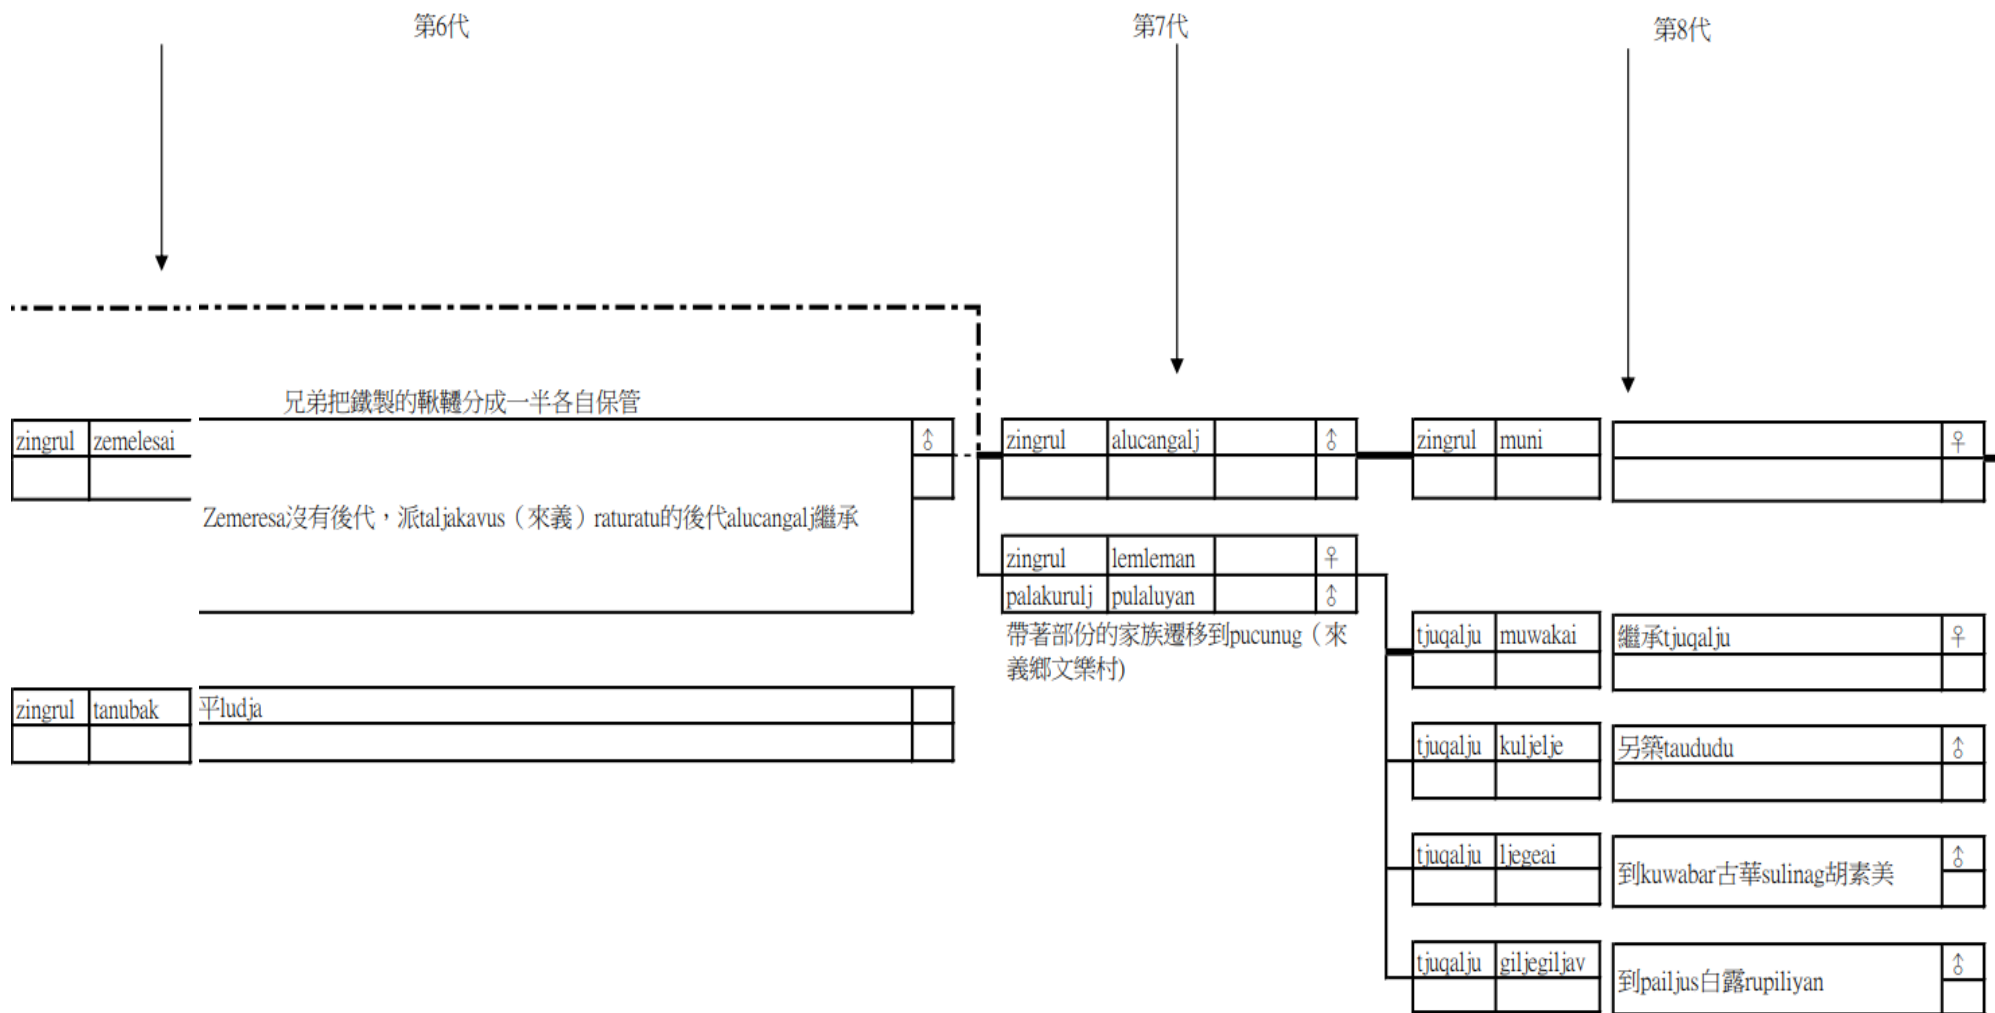 第6代
第7代
第8代
兄弟把鐵製的鞦韆分成一半各自保管
zingrul zemelesai ♂
Zemeresa沒有後代，派taljakavus（來義）raturatu的後代alucangalj繼承
zingrul tanubak 平ludja
zingrul alucangalj ♂
zingrul lemleman ♀
palakurulj pulaluyan ♂
帶著部份的家族遷移到pucunug（來
義鄉文樂村)
zingrul muni ♀
tjuqalju muwakai 繼承tjuqalju ♀
tjuqalju kuljelje 另築taududu ♂
tjuqalju ljegeai 到kuwabar古華sulinag胡素美 ♂
tjuqalju giljegiljav 到pailjus白露rupiliyan ♂